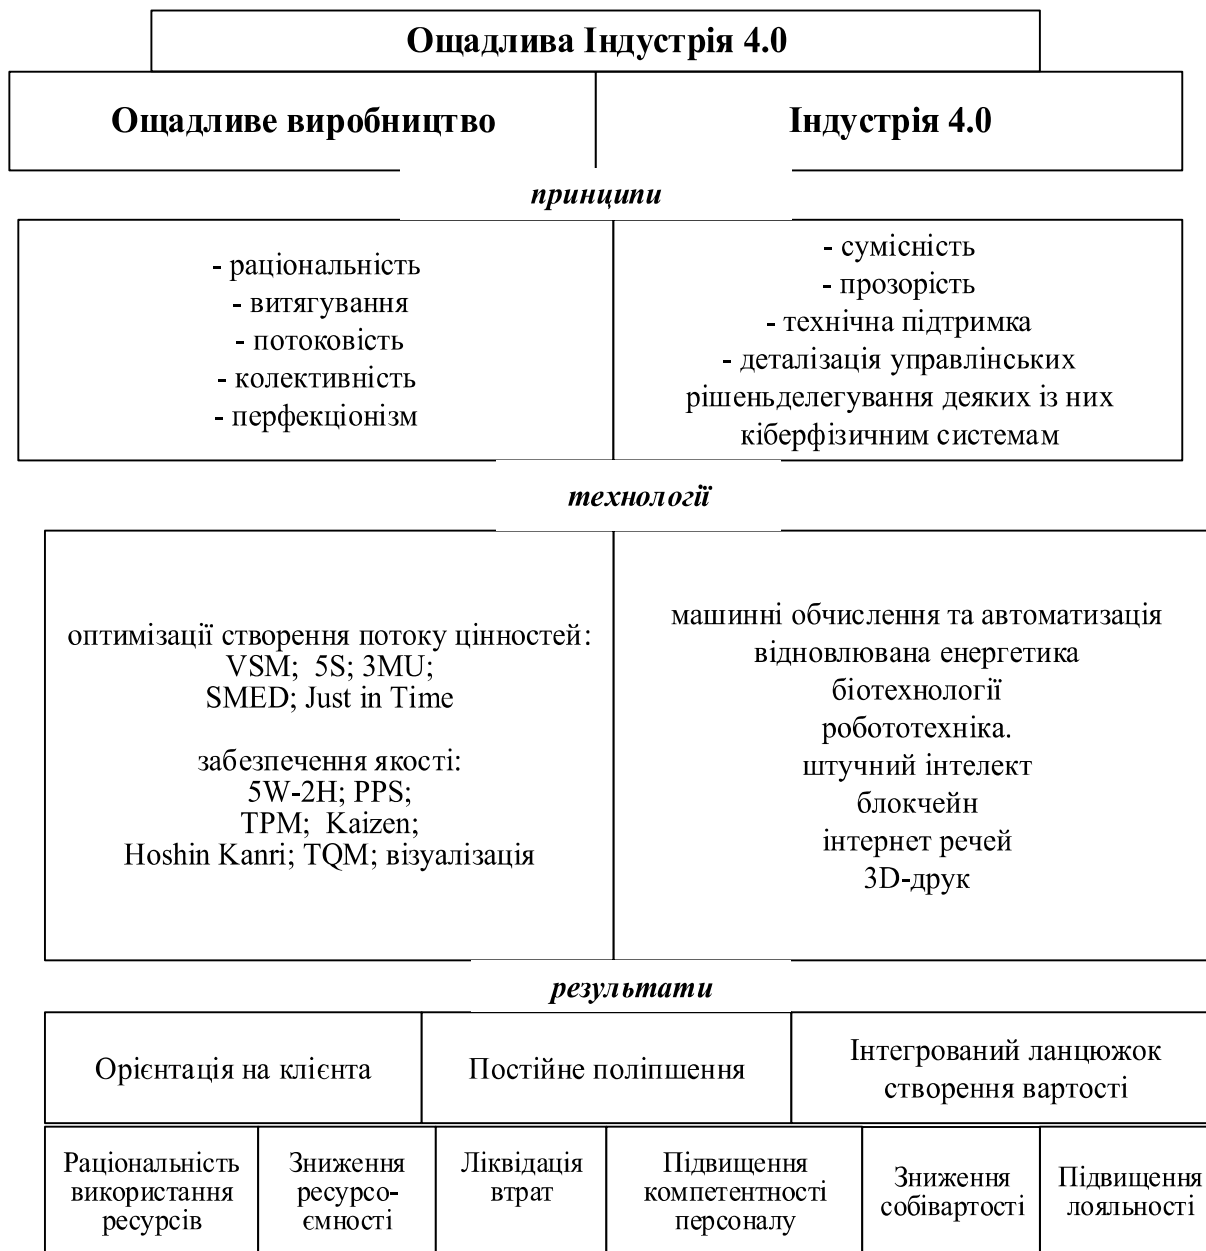 Ощадлива Індустрія 4.0
Ощадливе виробництво
Індустрія 4.0
принципи
- раціональність
- витягування
- потоковість
- колективність
- перфекціонізм
- сумісність
- прозорість
- технічна підтримка
- деталізація управлінських
рішеньделегування деяких із них
кіберфізичним системам
технології
оптимізації створення потоку цінностей:
VSM; 5S; 3MU;
SMED; Just in Time
забезпечення якості:
5W-2H; PPS;
TPM; Kaizen;
Hoshin Kanri; TQM; візуалізація
машинні обчислення та автоматизація
відновлювана енергетика
біотехнології
робототехніка.
штучний інтелект
блокчейн
інтернет речей
3D-друк
результати
Орієнтація на клієнта
Постійне поліпшення
Інтегрований ланцюжок
створення вартості
Раціональність
використання
ресурсів
Зниження
ресурсо-
ємності
Ліквідація
втрат
Підвищення
компетентності
персоналу
Зниження
собівартості
Підвищення
лояльності